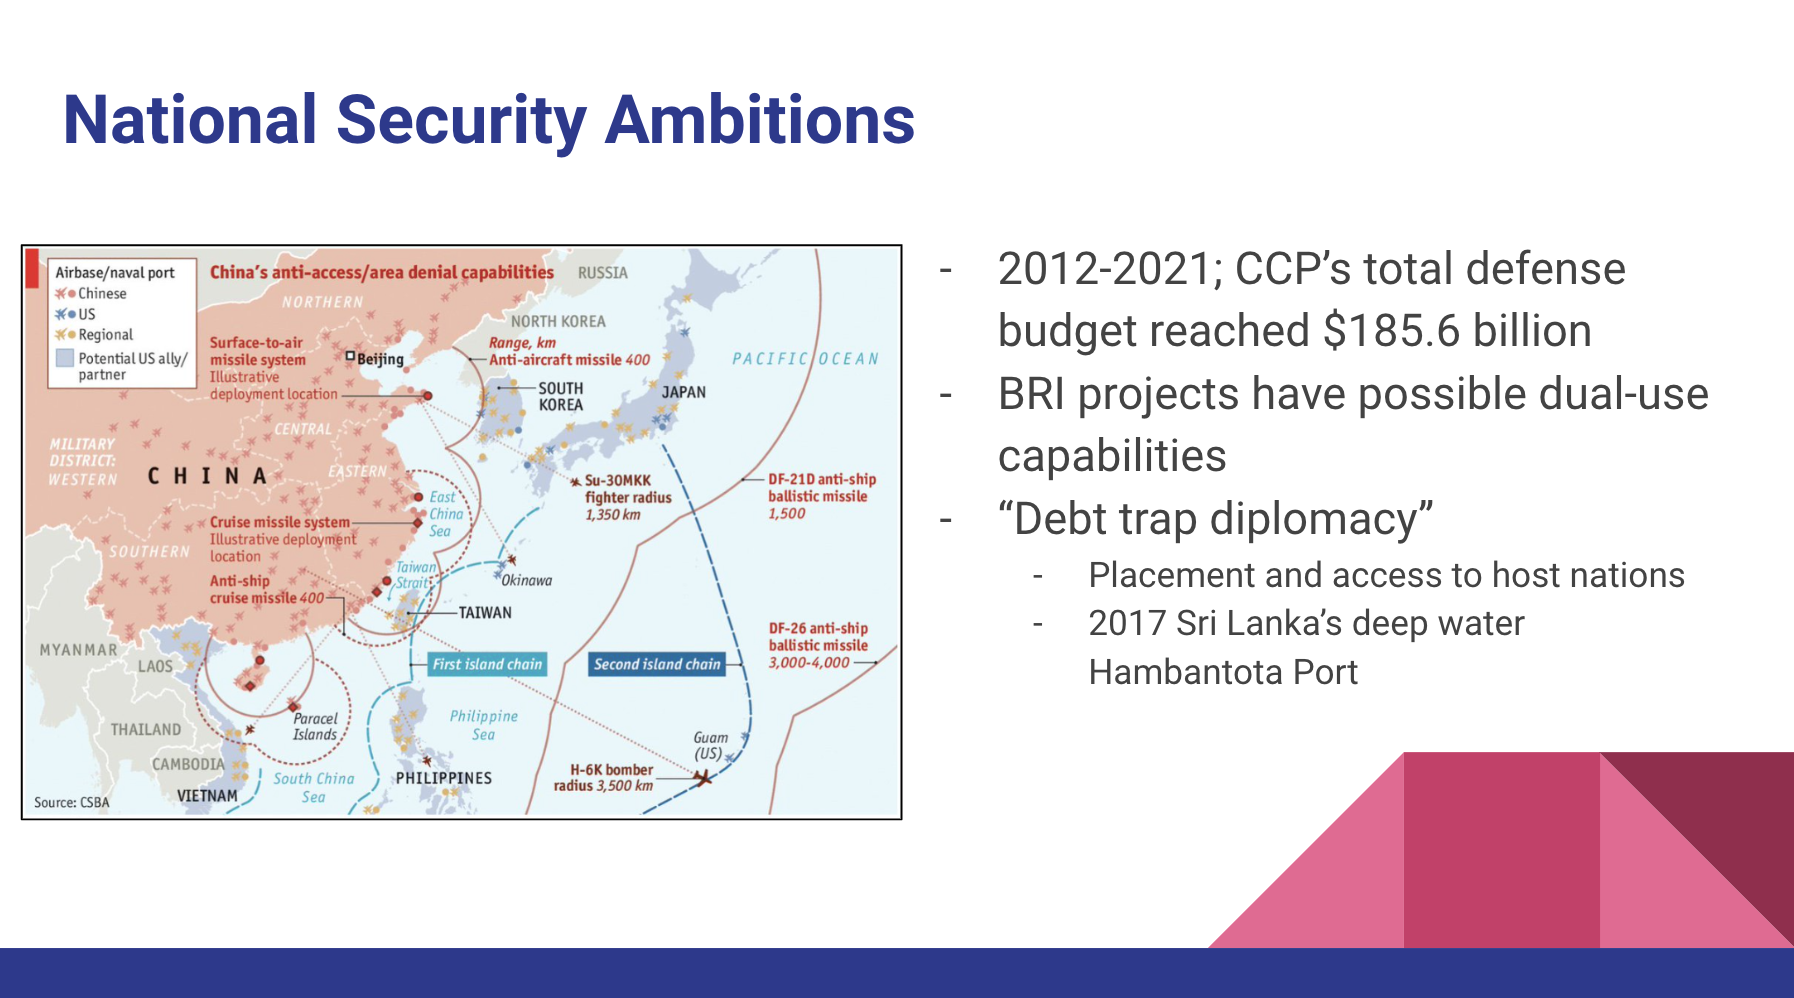 National Security Ambitions
Airbase/naval port
Chinese
US
Regional
Potential US ally/
partner
China's anti-access/area denial capabilities
RUSSIA
NORTHERN
NORTH KOREA
Surface-to-air
missile system
Illustrative
deployment location
Beijing
Range, km
Anti-aircraft missile 400
PACIFIC OCEAN
SOUTH
KOREA
JAPAN
CENTRAL
MILITARY
DISTRICT:
WESTERN
CHINA
EASTERN
Su-30MKK
fighter radius
1,350 km
DF-21D anti-ship
ballistic missile
1,500
East
China
Sea
Cruise missile system
Illustrative deployment
location
SOUTHERN
Taiwan
Strait
Okinawa
Anti-ship
cruise missile 400
TAIWAN
MYANMAR
LAOS
First island chain
Second island chain
DF-26 anti-ship
ballistic missile
3,000-4,000
Paracel
Islands
Philippine
Sea
THAILAND
Guam
(US)
CAMBODIA
South China
Sea
PHILIPPINES
H-6K bomber
radius 3,500 km
VIETNAM
Source: CSBA
- 2012-2021; CCP’s total defense
budget reached $185.6 billion
- BRI projects have possible dual-use
capabilities
- “Debt trap diplomacy”
- Placement and access to host nations
- 2017 Sri Lanka’s deep water
Hambantota Port